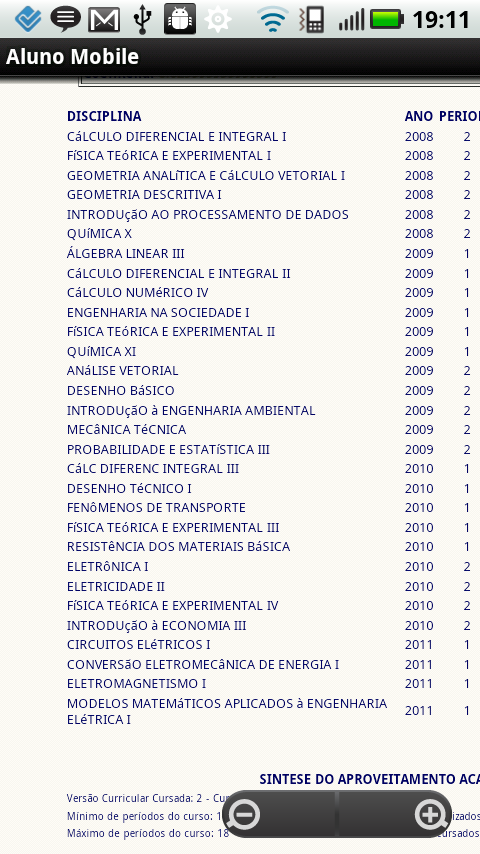 19:11
Aluno Mobile
DISCIPLINA ANO PERIO
CáLCULO DIFERENCIAL E INTEGRAL I 2008 2
FíSICA TEóRICA E EXPERIMENTAL I 2008 2
GEOMETRIA ANALíTICA E CáLCULO VETORIAL I 2008 2
GEOMETRIA DESCRITIVA I 2008 2
INTRODUçãO AO PROCESSAMENTO DE DADOS 2008 2
QUíMICA X 2008 2
ÁLGEBRA LINEAR III 2009 1
CáLCULO DIFERENCIAL E INTEGRAL II 2009 1
CáLCULO NUMéRICO IV 2009 1
ENGENHARIA NA SOCIEDADE I 2009 1
FíSICA TEóRICA E EXPERIMENTAL II 2009 1
QUíMICA XI 2009 1
ANáLISE VETORIAL 2009 2
DESENHO BáSICO 2009 2
INTRODUçãO à ENGENHARIA AMBIENTAL 2009 2
MECâNICA TéCNICA 2009 2
PROBABILIDADE E ESTATíSTICA III 2009 2
CáLC DIFERENC INTEGRAL III 2010 1
DESENHO TéCNICO I 2010 1
FENôMENOS DE TRANSPORTE 2010 1
FíSICA TEóRICA E EXPERIMENTAL III 2010 1
RESISTêNCIA DOS MATERIAIS BáSICA 2010 1
ELETRôNICA I 2010 2
ELETRICIDADE II 2010 2
FíSICA TEóRICA E EXPERIMENTAL IV 2010 2
INTRODUçãO à ECONOMIA III 2010 2
CIRCUITOS ELéTRICOS I 2011 1
CONVERSãO ELETROMECâNICA DE ENERGIA I 2011 1
ELETROMAGNETISMO I 2011 1
MODELOS MATEMáTICOS APLICADOS à ENGENHARIA 2011 1
ELéTRICA I
SINTESE DO APROVEITAMENTO ACA
Versão Curricular Cursada: 2 - Cur
Mínimo de períodos do curso: 1 izados
Máximo de períodos do curso: 18 cursados